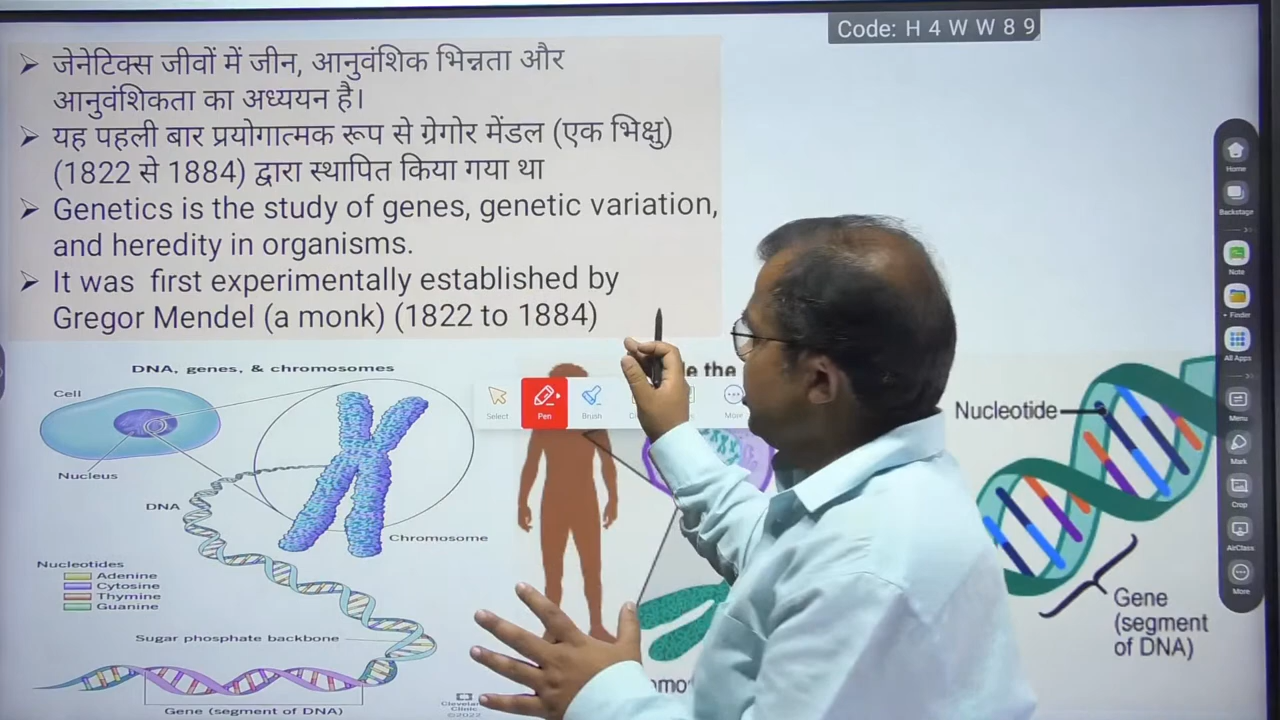 Code: H 4 W W 8 9
➤ जेनेटिक्स जीवों में जीन, आनुवंशिक भिन्नता और
आनुवंशिकता का अध्ययन है।
➤ यह पहली बार प्रयोगात्मक रूप से ग्रेगोर मेंडल (एक भिक्षु)
(1822 से 1884) द्वारा स्थापित किया गया था
➤ Genetics is the study of genes, genetic variation,
and heredity in organisms.
➤ It was first experimentally established by
Gregor Mendel (a monk) (1822 to 1884)
DNA, genes, & chromosomes
Cell
Nucleus
DNA
Chromosome
Nucleotides
Adenine
Cytosine
Thymine
Guanine
Sugar phosphate backbone
Gene (segment of DNA)
Cleveland
Clinic
©2022
the
Select
Pen
Brush
More
Nucleotide
Gene
(segment
of DNA)
Home
Backstage
Note
Finder
All Apps
Menu
Mark
Crop
AirClass
More